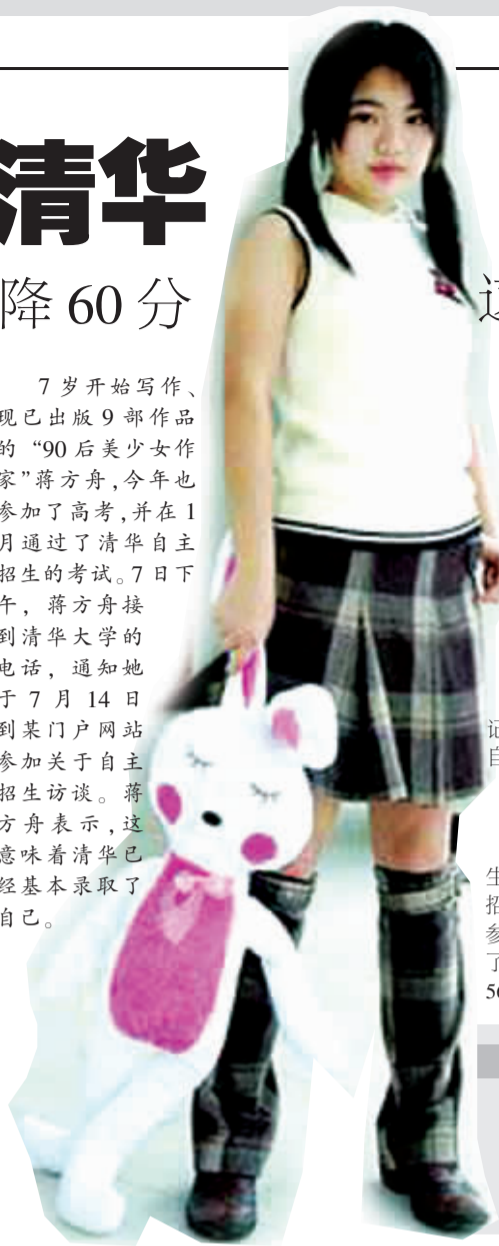 清华
降 60 分
7 岁开始写作、
现已出版 9 部作品
的 “90 后美少女作
家”蒋方舟,今年也
参加了高考,并在 1
月通过了清华自主
招生的考试。7 日下
午，蒋方舟接
到清华大学的
电话，通知她
于 7 月 14 日
到某门户网站
参加关于自主
招生访谈。蒋
方舟表示,这
意味着清华已
经基本录取了
自己。
自
生
招
参
了